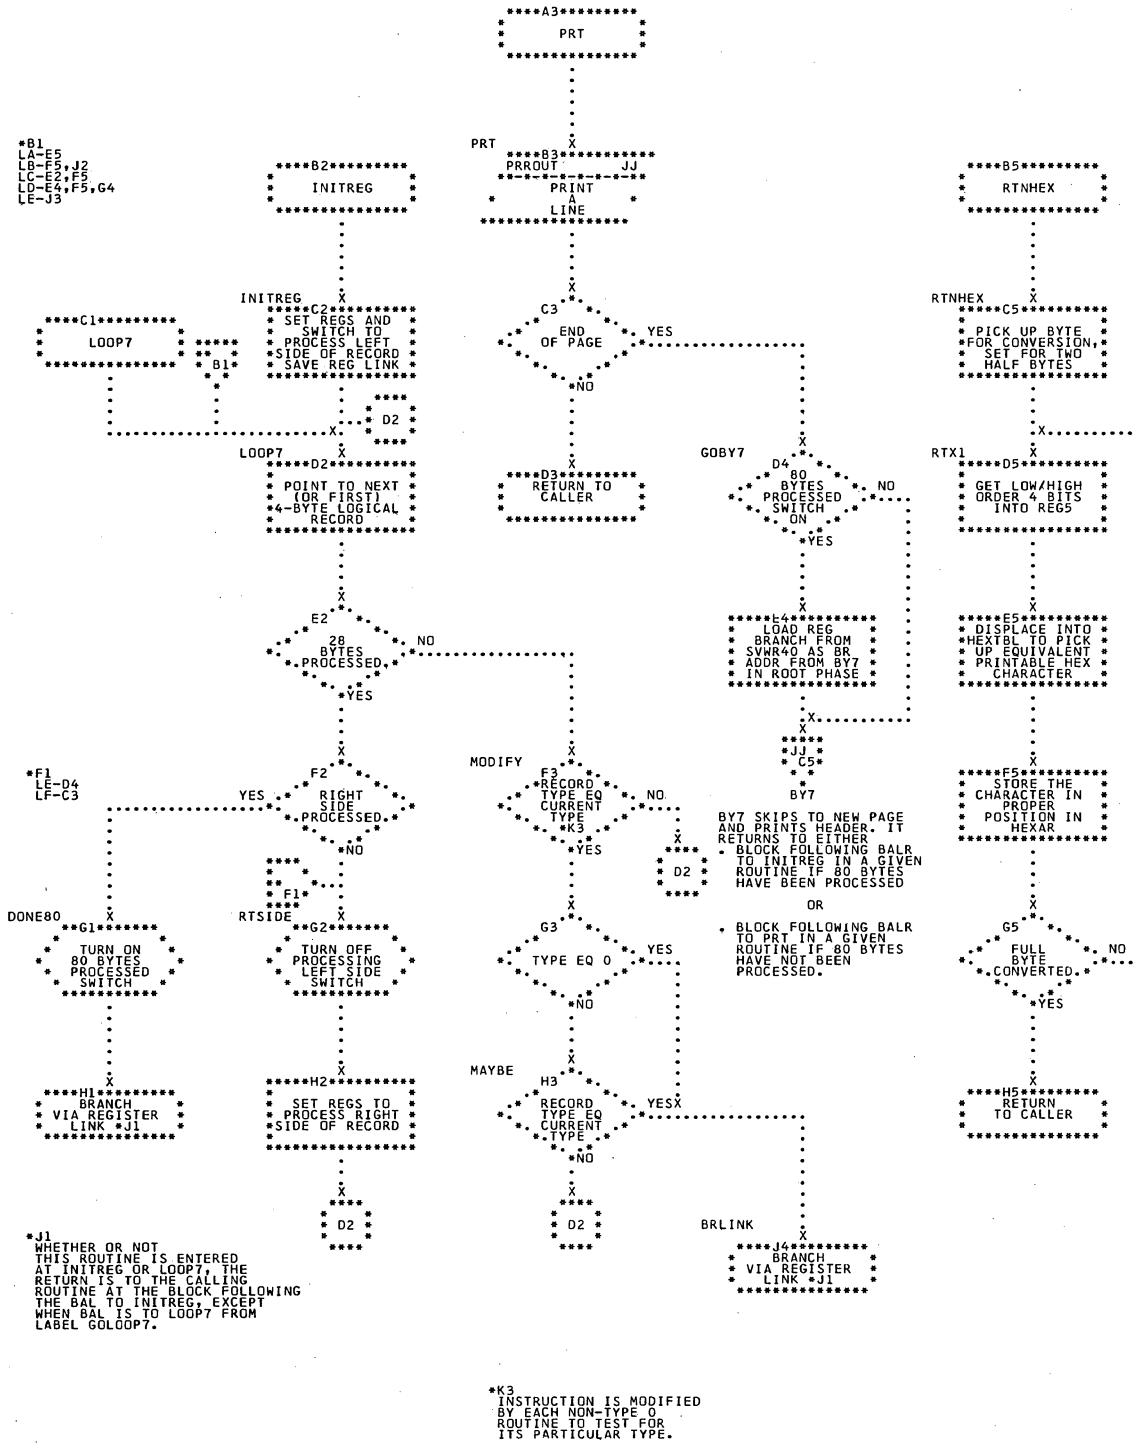 ****A3*********
PRT
PRT
****B3*********
PRROUT JJ
PRINT
A
LINE
*B1
LA-E5
LB-F5,J2
LC-E2,F5
LD-E4,F5,G4
LE-J3
****B2*********
INITREG
****B5*********
RTNHEX
INITREG
*****C2**********
SET REGS AND
SWITCH TO
PROCESS LEFT
SIDE OF RECORD
SAVE REG LINK
****C1*********
LOOP7
B1
C3
END
OF PAGE
YES
NO
RTNHEX
*****C5**********
PICK UP BYTE
FOR CONVERSION,
SET FOR TWO
HALF BYTES
D2
LOOP7
*****D2**********
POINT TO NEXT
(OR FIRST)
4-BYTE LOGICAL
RECORD
****D3*********
RETURN TO
CALLER
GOBY7
D4
80
BYTES
PROCESSED
SWITCH
ON
NO
YES
RTX1
*****D5**********
GET LOW/HIGH
ORDER 4 BITS
INTO REG5
E2
28
BYTES
PROCESSED
NO
YES
*****E4**********
LOAD REG
BRANCH FROM
SVWR40 AS BR
ADDR FROM BY7
IN ROOT PHASE
*****E5**********
DISPLACE INTO
HEXTBL TO PICK
UP EQUIVALENT
PRINTABLE HEX
CHARACTER
JJ
C5
BY7
*F1
LE-D4
LF-C3
F2
RIGHT
SIDE
PROCESSED
YES
NO
MODIFY
F3
RECORD
TYPE EQ
CURRENT
TYPE
*K3
NO
YES
D2
*****F5**********
STORE THE
CHARACTER IN
PROPER
POSITION IN
HEXAR
BY7 SKIPS TO NEW PAGE
AND PRINTS HEADER. IT
RETURNS TO EITHER
. BLOCK FOLLOWING BALR
TO INITREG IN A GIVEN
ROUTINE IF 80 BYTES
HAVE BEEN PROCESSED
OR
. BLOCK FOLLOWING BALR
TO PRT IN A GIVEN
ROUTINE IF 80 BYTES
HAVE NOT BEEN
PROCESSED.
F1
DONE80
****G1*********
TURN ON
80 BYTES
PROCESSED
SWITCH
RTSIDE
****G2*********
TURN OFF
PROCESSING
LEFT SIDE
SWITCH
G3
TYPE EQ 0
YES
NO
G5
FULL
BYTE
CONVERTED
NO
YES
****H1*********
BRANCH
VIA REGISTER
LINK *J1
*****H2**********
SET REGS TO
PROCESS RIGHT
SIDE OF RECORD
MAYBE
H3
RECORD
TYPE EQ
CURRENT
TYPE
YES
NO
****H5*********
RETURN
TO CALLER
D2
D2
BRLINK
****J4*********
BRANCH
VIA REGISTER
LINK *J1
*J1
WHETHER OR NOT
THIS ROUTINE IS ENTERED
AT INITREG OR LOOP7, THE
RETURN IS TO THE CALLING
ROUTINE AT THE BLOCK FOLLOWING
THE BAL TO INITREG, EXCEPT
WHEN BAL IS TO LOOP7 FROM
LABEL GOLOOP7.
*K3
INSTRUCTION IS MODIFIED
BY EACH NON-TYPE 0
ROUTINE TO TEST FOR
ITS PARTICULAR TYPE.